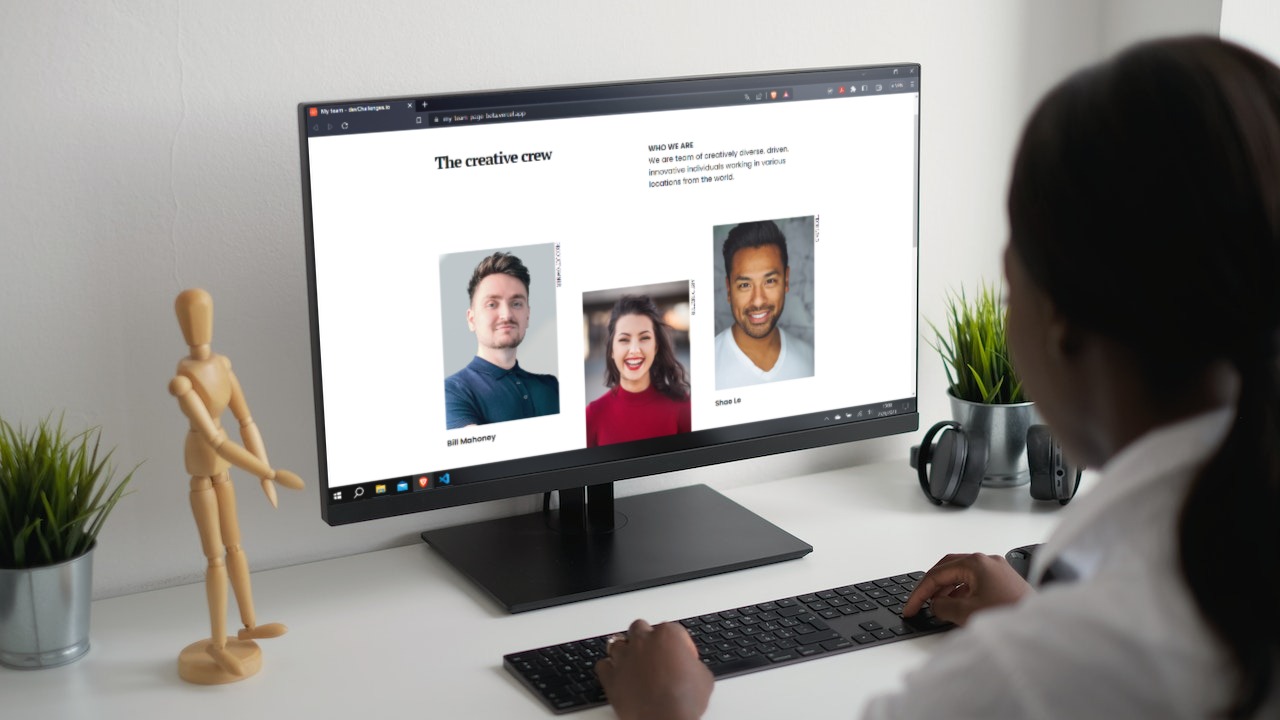 My team - devChallenges.io
my-team-page-beta.vercel.app
The creative crew
WHO WE ARE
We are team of creatively diverse, driven,
innovative individuals working in various
locations from the world.
Bill Mahoney
Shae Le